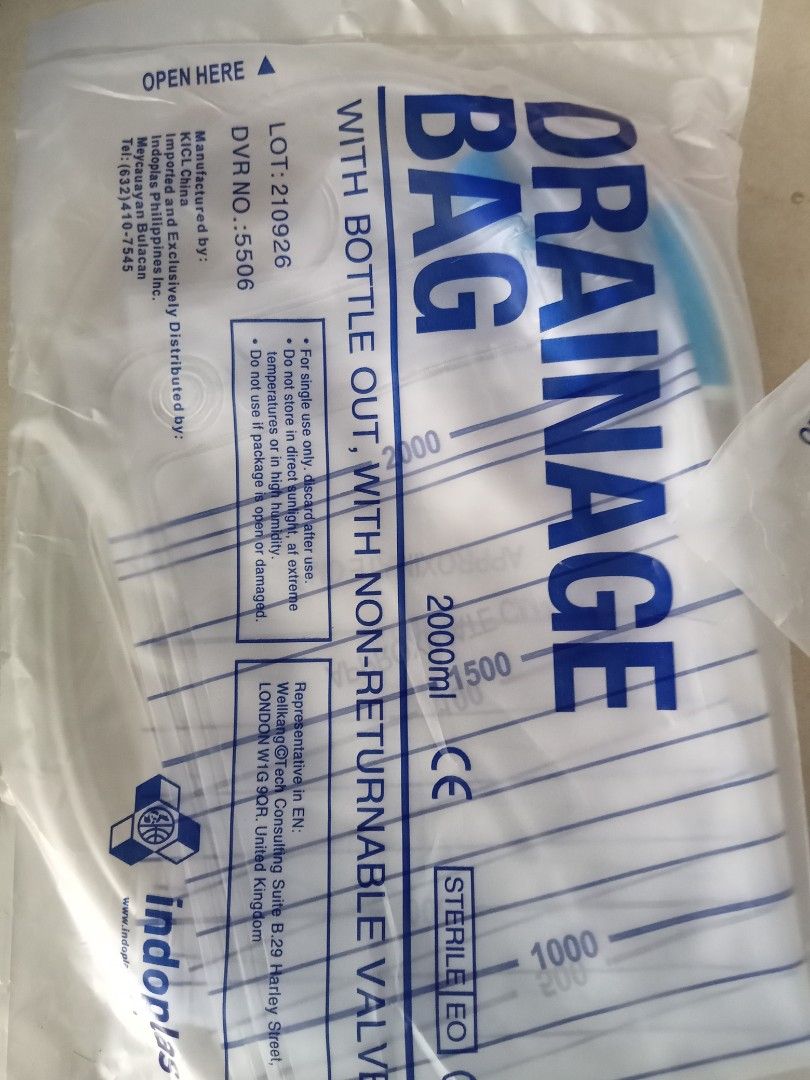 OPEN HERE
DRAINAGE
BAG
2000ml CE STERILE EO
WITH BOTTLE OUT, WITH NON-RETURNABLE VALVE
LOT: 210926
DVR NO.:5506
Manufactured by:
KICL China
Imported and Exclusively Distributed by:
Indoplas Philippines Inc.
Meycauayan Bulacan
Tel: (632)410-7545
• For single use only. discard after use.
• Do not store in direct sunlight, af extreme
temperatures or in high humidity.
• Do not use if package is open or damaged.
Representative in EN:
Wellkang©Tech Consulting Suite B.29 Harley Street,
LONDON W1G 9QR. United Kingdom
indoplas
2000
1500
1000
500
APPROXIMATE